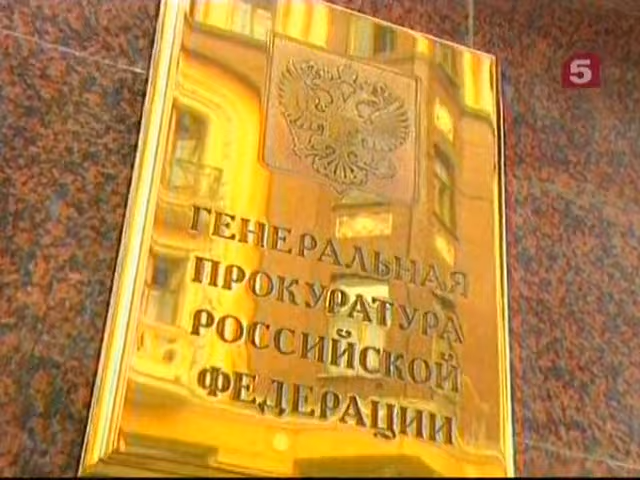 5
ГЕНЕРАЛЬНАЯ
ПРОКУРАТУРА
РОССИЙСКОЙ
ФЕДЕРАЦИИ